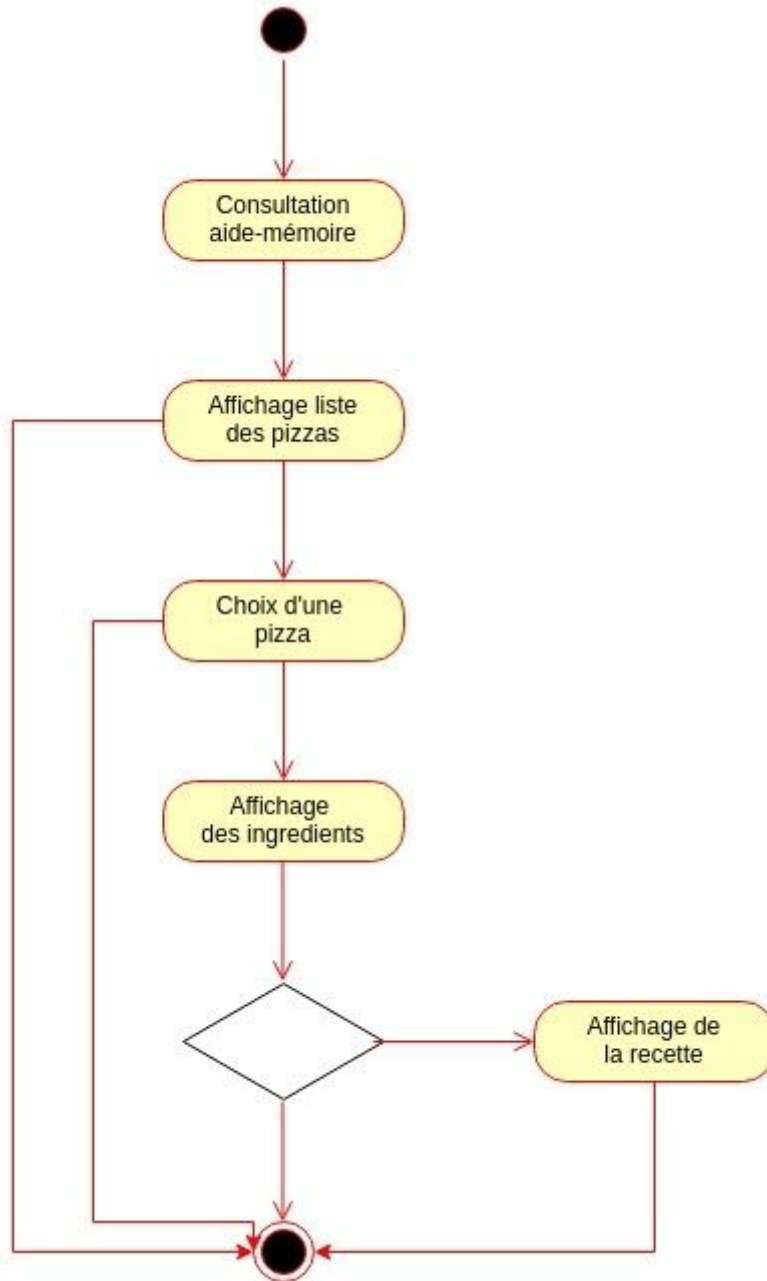 Consultation
aide-mémoire
Affichage liste
des pizzas
Choix d'une
pizza
Affichage
des ingredients
Affichage de
la recette